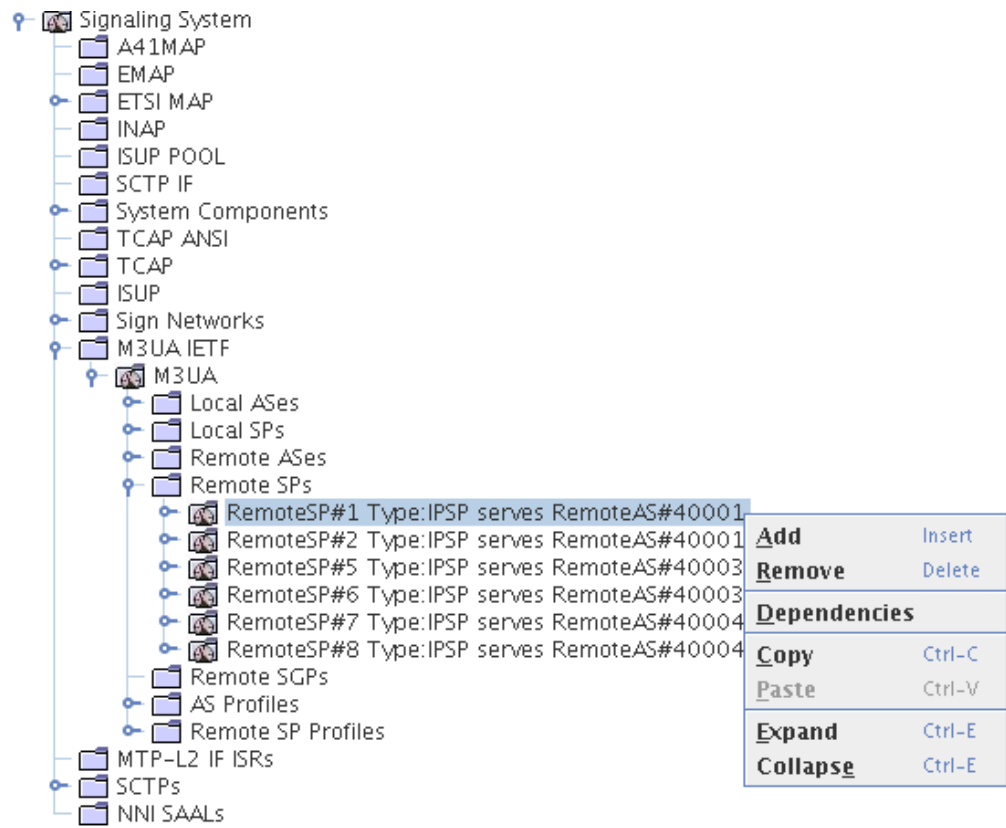 Signaling System
A41MAP
EMAP
ETSI MAP
INAP
ISUP POOL
SCTP IF
System Components
TCAP ANSI
TCAP
ISUP
Sign Networks
M3UA IETF
M3UA
Local ASes
Local SPs
Remote ASes
Remote SPs
RemoteSP#1 Type:IPSP serves RemoteAS#40001
RemoteSP#2 Type:IPSP serves RemoteAS#40001
RemoteSP#5 Type:IPSP serves RemoteAS#40003
RemoteSP#6 Type:IPSP serves RemoteAS#40003
RemoteSP#7 Type:IPSP serves RemoteAS#40004
RemoteSP#8 Type:IPSP serves RemoteAS#40004
Remote SGPs
AS Profiles
Remote SP Profiles
MTP-L2 IF ISRs
SCTPs
NNI SAALs
Add Insert
Remove Delete
Dependencies
Copy Ctrl-C
Paste Ctrl-V
Expand Ctrl-E
Collapse Ctrl-E